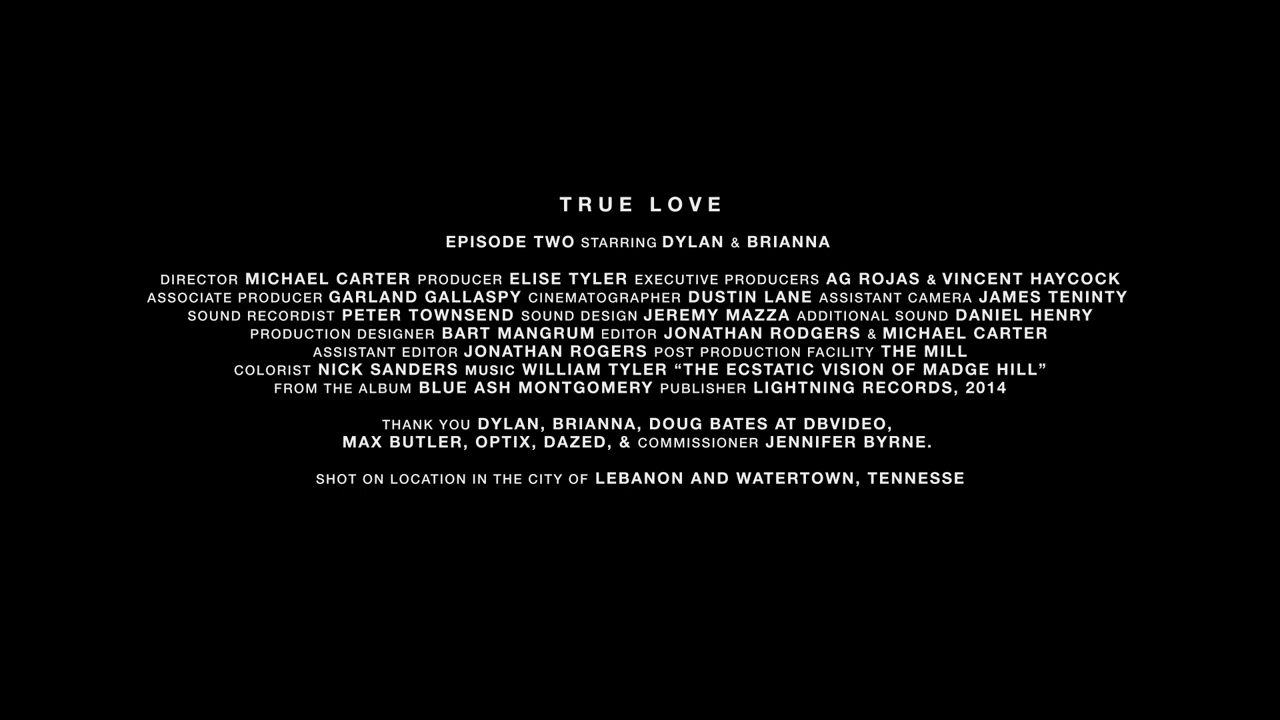 TRUE LOVE
EPISODE TWO STARRING DYLAN & BRIANNA
DIRECTOR MICHAEL CARTER PRODUCER ELISE TYLER EXECUTIVE PRODUCERS AG ROJAS & VINCENT HAYCOCK
ASSOCIATE PRODUCER GARLAND GALLASPY CINEMATOGRAPHER DUSTIN LANE ASSISTANT CAMERA JAMES TENINTY
SOUND RECORDIST PETER TOWNSEND SOUND DESIGN JEREMY MAZZA ADDITIONAL SOUND DANIEL HENRY
PRODUCTION DESIGNER BART MANGRUM EDITOR JONATHAN RODGERS & MICHAEL CARTER
ASSISTANT EDITOR JONATHAN ROGERS POST PRODUCTION FACILITY THE MILL
COLORIST NICK SANDERS MUSIC WILLIAM TYLER “THE ECSTATIC VISION OF MADGE HILL”
FROM THE ALBUM BLUE ASH MONTGOMERY PUBLISHER LIGHTNING RECORDS, 2014
THANK YOU DYLAN, BRIANNA, DOUG BATES AT DBVIDEO,
MAX BUTLER, OPTIX, DAZED, & COMMISSIONER JENNIFER BYRNE.
SHOT ON LOCATION IN THE CITY OF LEBANON AND WATERTOWN, TENNESSE